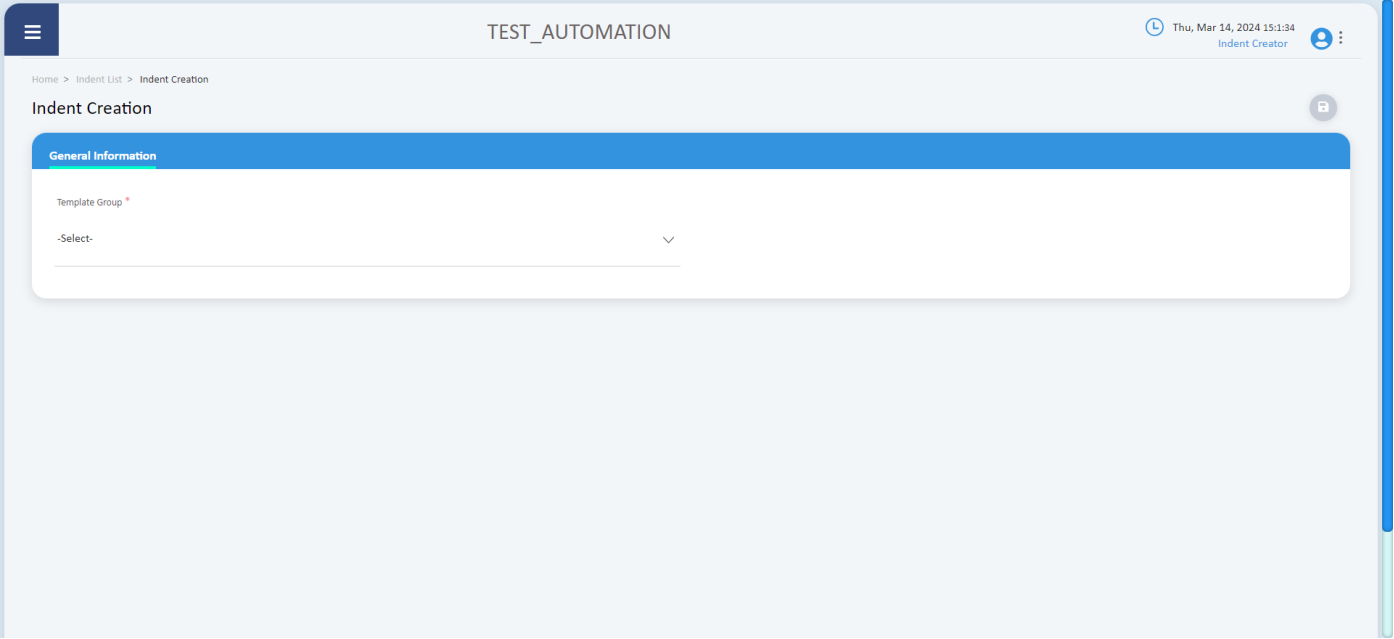 TEST_AUTOMATION
Thu, Mar 14, 2024 15:1:34
Indent Creator
Home > Indent List > Indent Creation
Indent Creation
General Information
Template Group *
-Select-